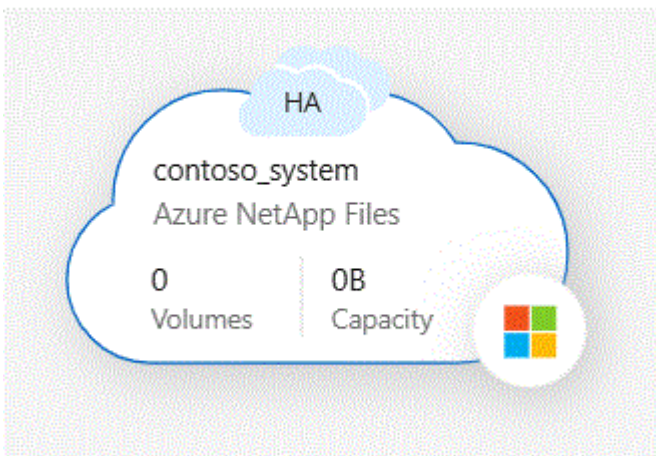 HA
contoso_system
Azure NetApp Files
0
Volumes
0B
Capacity